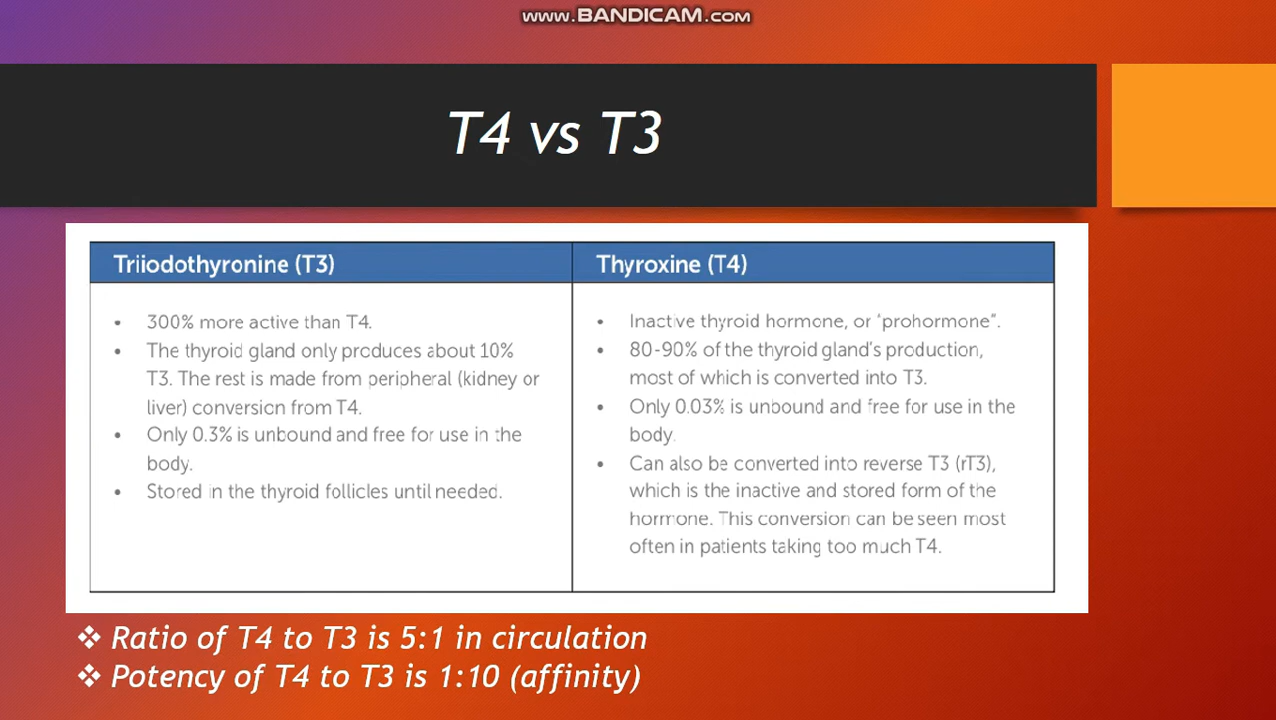 www.BANDICAM.com
T4 vs T3
Triiodothyronine (T3)
• 300% more active than T4.
• The thyroid gland only produces about 10%
T3. The rest is made from peripheral (kidney or
liver) conversion from T4.
• Only 0.3% is unbound and free for use in the
body.
• Stored in the thyroid follicles until needed.
Thyroxine (T4)
• Inactive thyroid hormone, or "prohormone".
• 80-90% of the thyroid gland's production,
most of which is converted into T3.
• Only 0.03% is unbound and free for use in the
body.
• Can also be converted into reverse T3 (rT3),
which is the inactive and stored form of the
hormone. This conversion can be seen most
often in patients taking too much T4.
❖ Ratio of T4 to T3 is 5:1 in circulation
❖ Potency of T4 to T3 is 1:10 (affinity)